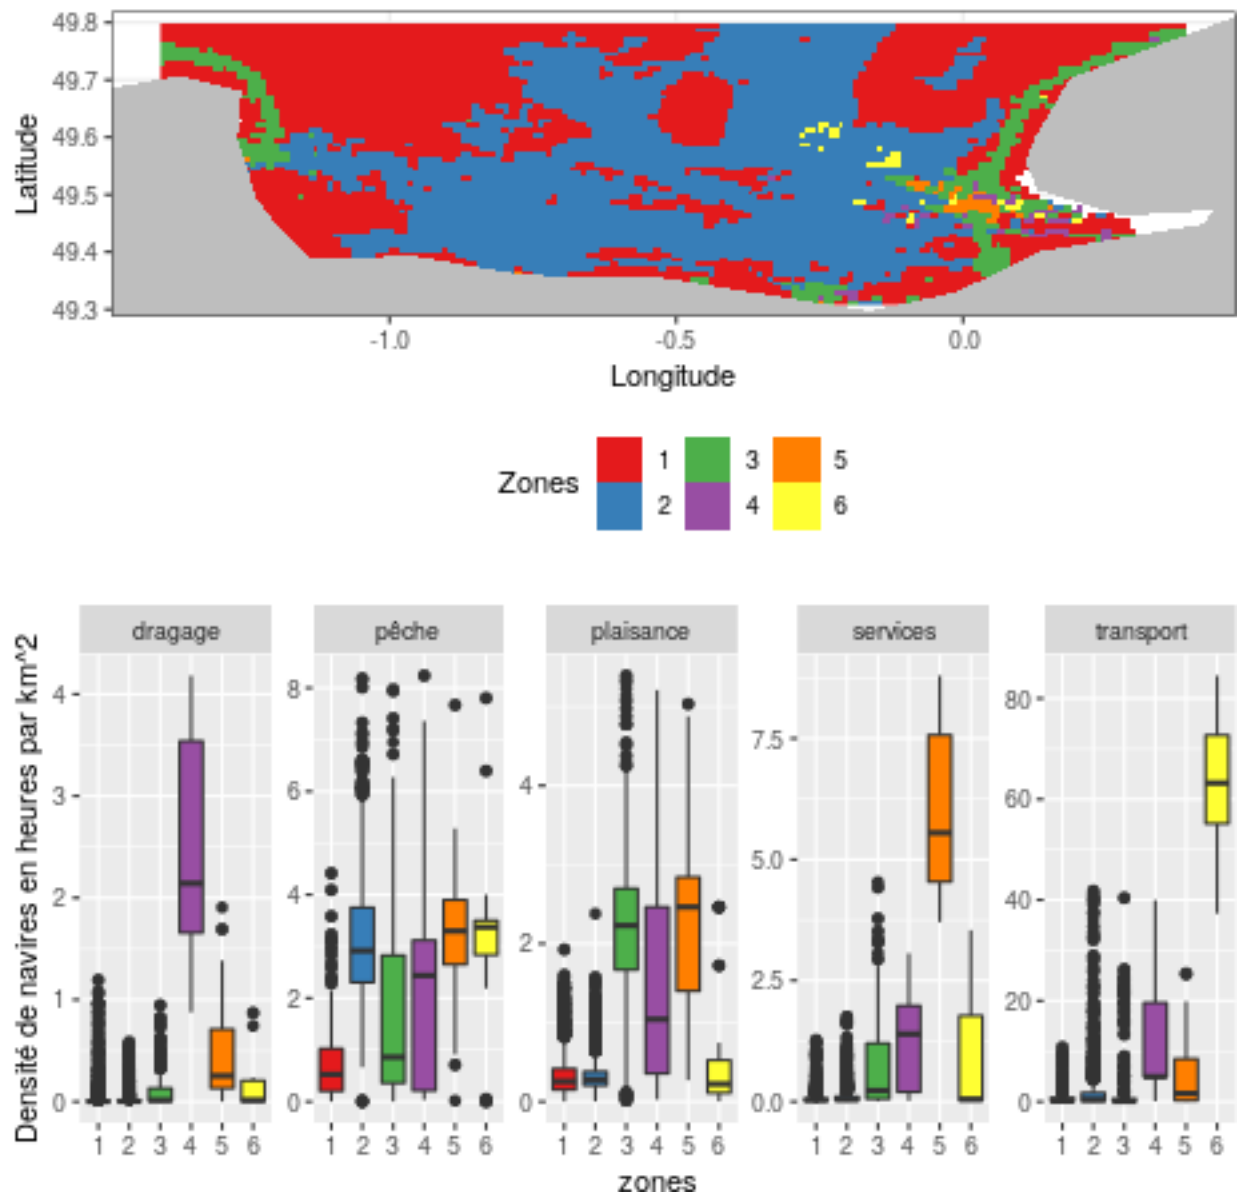 Latitude
49.8
49.7
49.6
49.5
49.4
49.3
-1.0 -0.5 0.0
Longitude
Zones
1 3 5
2 4 6
Densité de navires en heures par km^2
dragage pêche plaisance services transport
4
3
2
1
0
8
6
4
2
0
4
2
0
7.5
5.0
2.5
0.0
80
60
40
20
0
1 2 3 4 5 6 1 2 3 4 5 6 1 2 3 4 5 6 1 2 3 4 5 6 1 2 3 4 5 6
zones